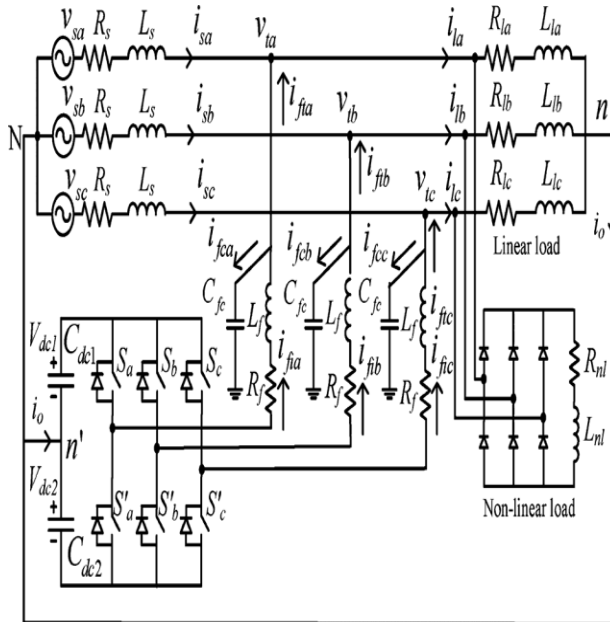 v_sa R_s L_s i_sa v_ta i_la R_la L_la
i_fta
N v_sb R_s L_s i_sb v_tb i_lb R_lb L_lb n
i_ftb
v_sc R_s L_s i_sc v_tc i_lc R_lc L_lc
i_o
Linear load
i_fca i_fcb i_fcc
C_fc L_f C_fc L_f C_fc L_f i_ftc
V_dc1 C_dc1 S_a S_b S_c
i_fia i_fib i_fic
R_f R_f R_f
R_nl
L_nl
i_o
n'
V_dc2 C_dc2 S'_a S'_b S'_c
Non-linear load